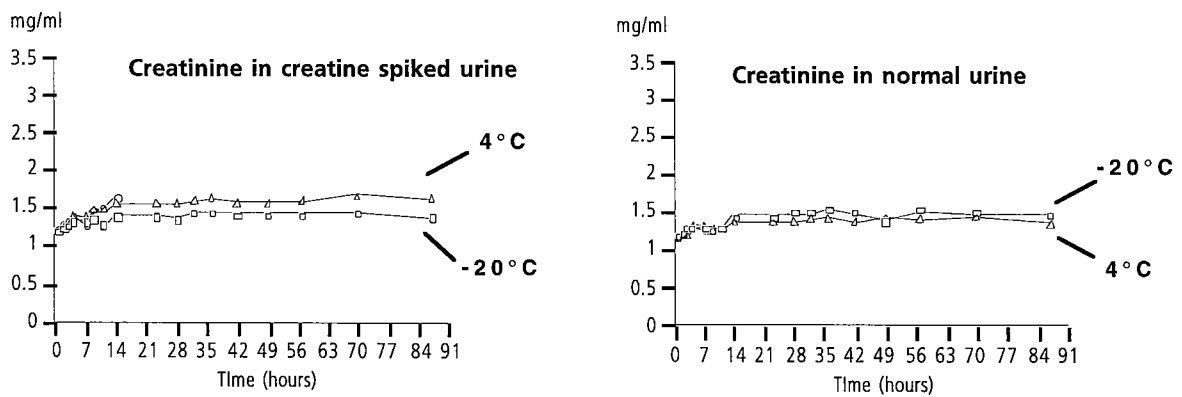 mg/ml
Creatinine in creatine spiked urine
3.5
3
2.5
2
1.5
1
0.5
0
4°C
-20°C
0 7 14 21 28 35 42 49 56 63 70 77 84 91
TIme (hours)
mg/ml
Creatinine in normal urine
3.5
3
2.5
2
1.5
1
0.5
0
-20°C
4°C
0 7 14 21 28 35 42 49 56 63 70 77 84 91
TIme (hours)